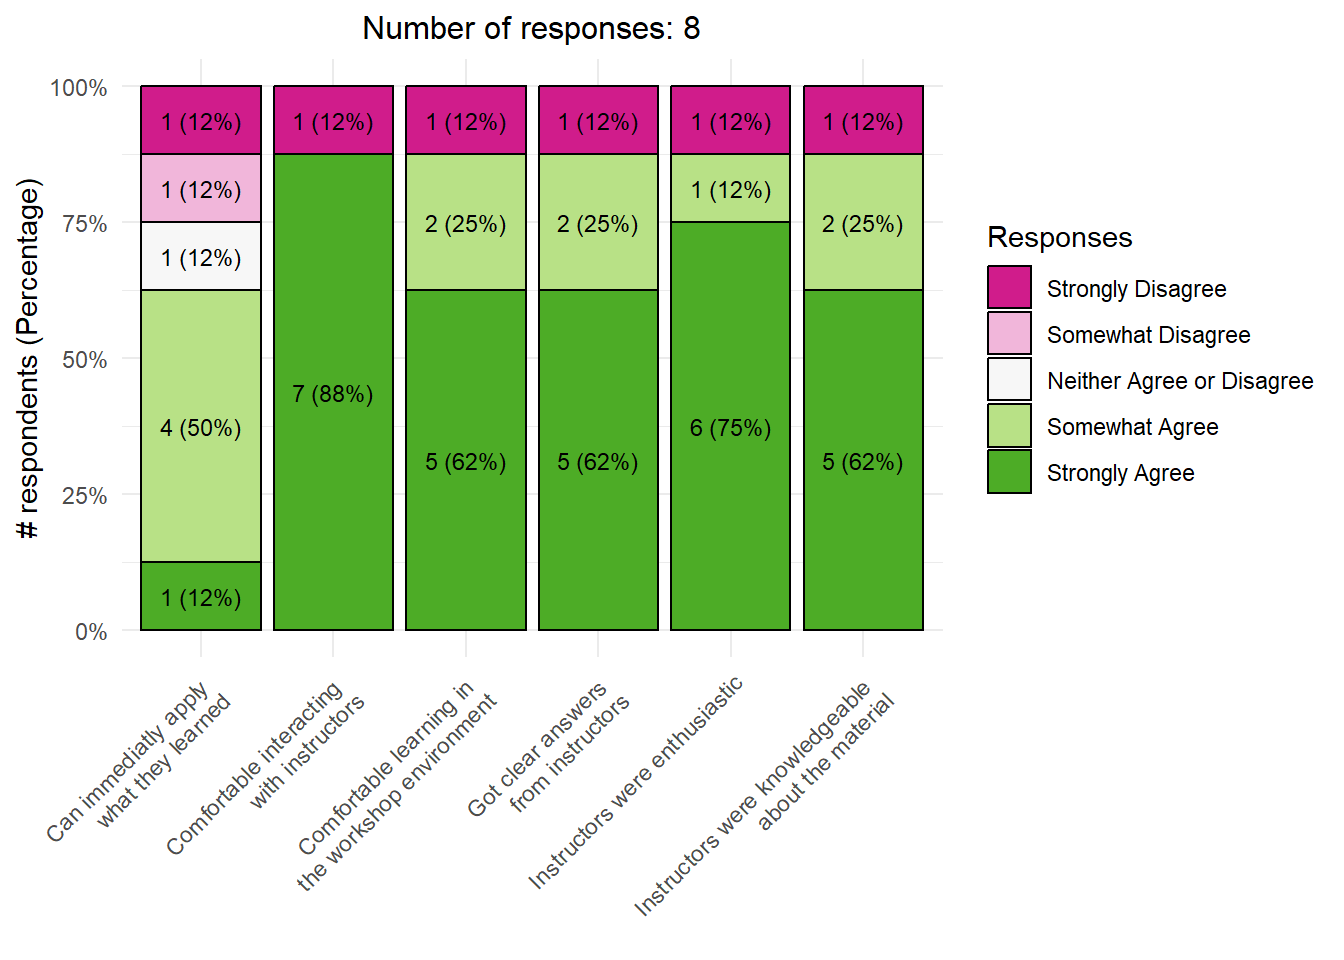 Number of responses: 8
# respondents (Percentage)
100%
75%
50%
25%
0%
1 (12%)
1 (12%)
1 (12%)
4 (50%)
1 (12%)
1 (12%)
7 (88%)
1 (12%)
2 (25%)
5 (62%)
1 (12%)
2 (25%)
5 (62%)
1 (12%)
1 (12%)
6 (75%)
1 (12%)
2 (25%)
5 (62%)
Can immediatly apply
what they learned
Comfortable interacting
with instructors
Comfortable learning in
the workshop environment
Got clear answers
from instructors
Instructors were enthusiastic
Instructors were knowledgeable
about the material
Responses
Strongly Disagree
Somewhat Disagree
Neither Agree or Disagree
Somewhat Agree
Strongly Agree